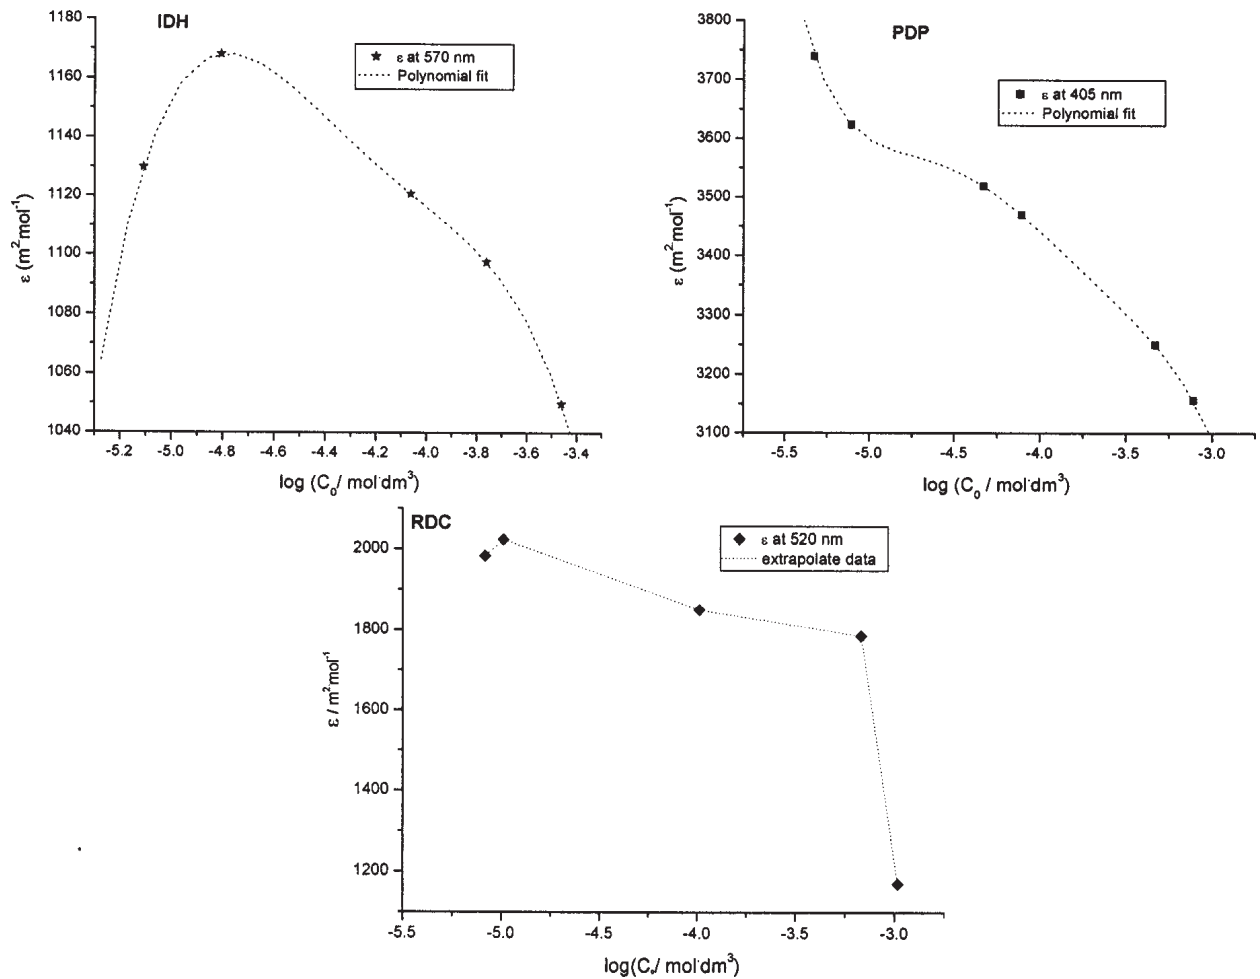 IDH
ε at 570 nm
Polynomial fit
ε (m²mol⁻¹)
1180
1160
1140
1120
1100
1080
1060
1040
-5.2 -5.0 -4.8 -4.6 -4.4 -4.2 -4.0 -3.8 -3.6 -3.4
log (C₀/ mol·dm³)
PDP
ε at 405 nm
Polynomial fit
ε (m²mol⁻¹)
3800
3700
3600
3500
3400
3300
3200
3100
-5.5 -5.0 -4.5 -4.0 -3.5 -3.0
log (C₀ / mol·dm³)
RDC
ε at 520 nm
extrapolate data
ε / m²mol⁻¹
2000
1800
1600
1400
1200
-5.5 -5.0 -4.5 -4.0 -3.5 -3.0
log(C / mol·dm³)